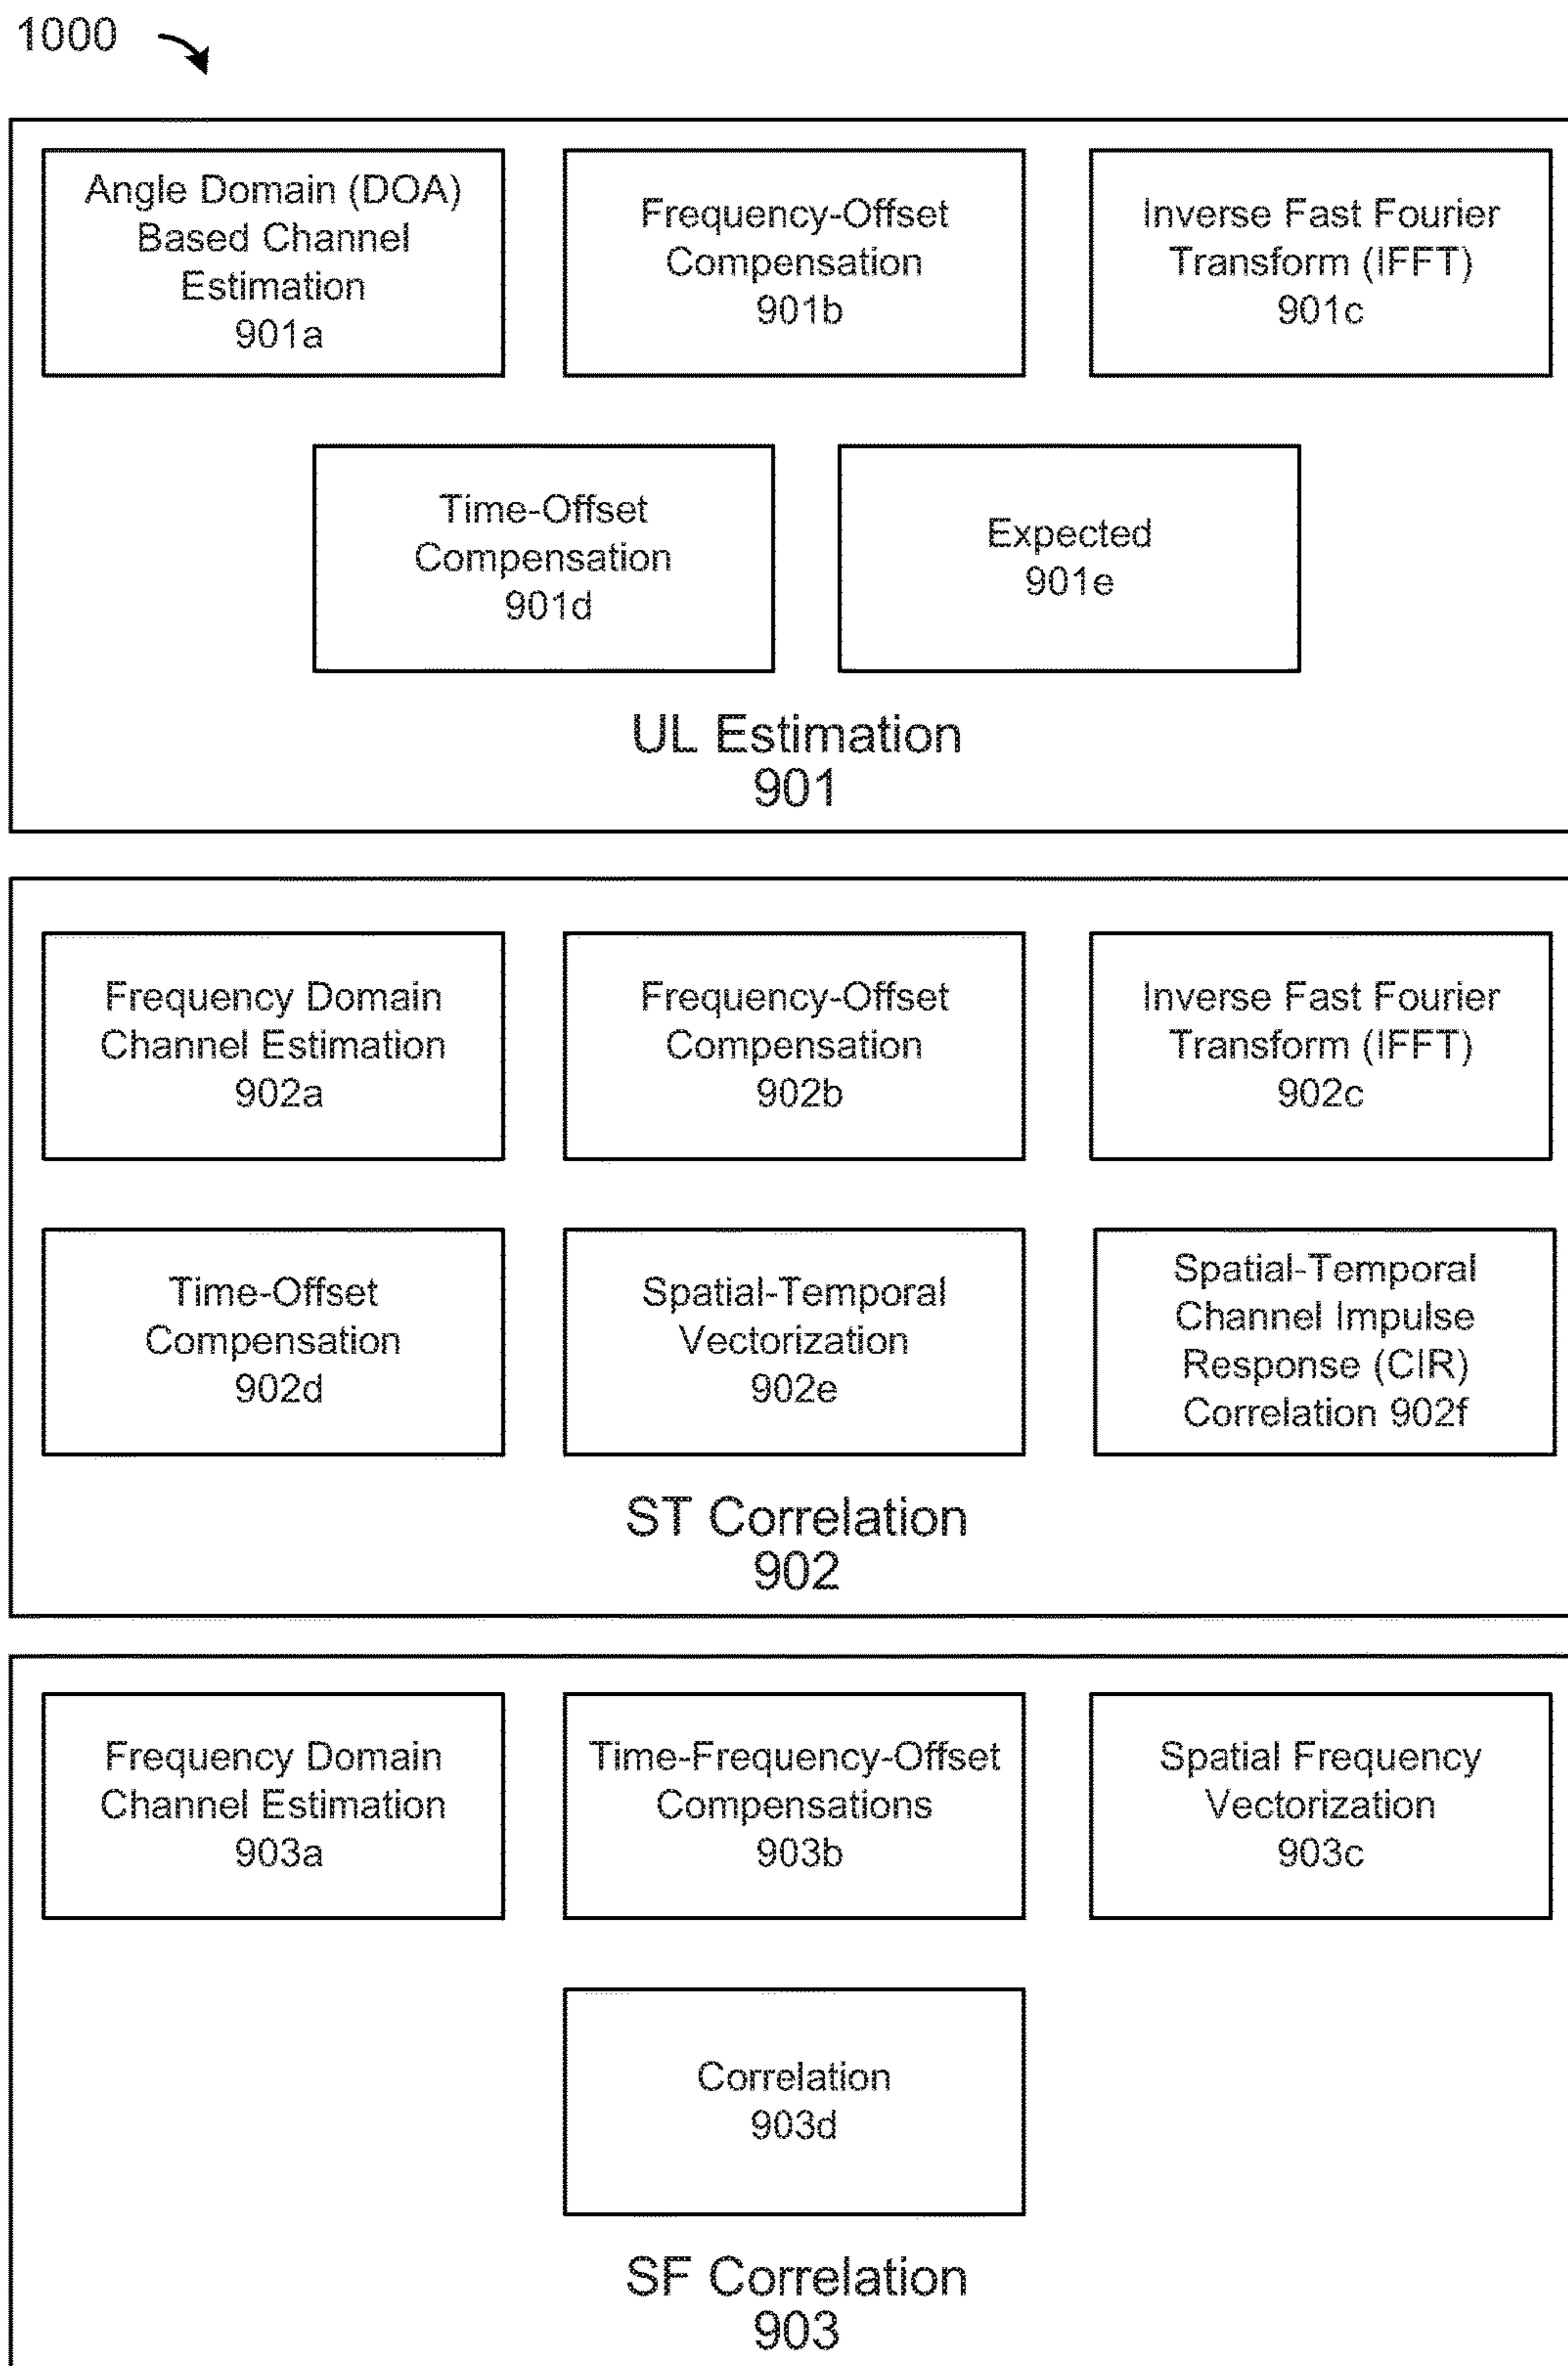 1000
Angle Domain (DOA)
Based Channel
Estimation
901a
Frequency-Offset
Compensation
901b
Inverse Fast Fourier
Transform (IFFT)
901c
Time-Offset
Compensation
901d
Expected
901e
UL Estimation
901
Frequency Domain
Channel Estimation
902a
Frequency-Offset
Compensation
902b
Inverse Fast Fourier
Transform (IFFT)
902c
Time-Offset
Compensation
902d
Spatial-Temporal
Vectorization
902e
Spatial-Temporal
Channel Impulse
Response (CIR)
Correlation 902f
ST Correlation
902
Frequency Domain
Channel Estimation
903a
Time-Frequency-Offset
Compensations
903b
Spatial Frequency
Vectorization
903c
Correlation
903d
SF Correlation
903